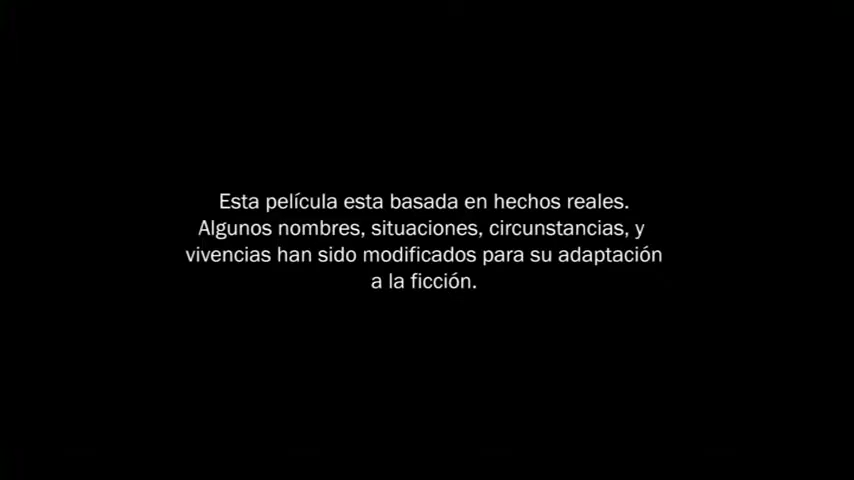 Esta película esta basada en hechos reales.
Algunos nombres, situaciones, circunstancias, y
vivencias han sido modificados para su adaptación
a la ficción.